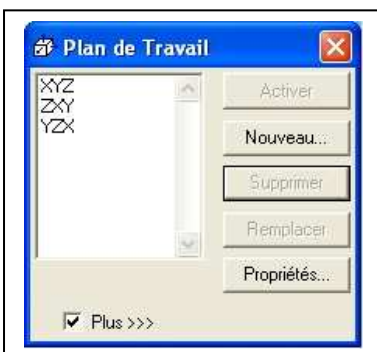 Plan de Travail
XYZ
ZXY
YZX
Activer
Nouveau...
Supprimer
Remplacer
Propriétés...
Plus >>>